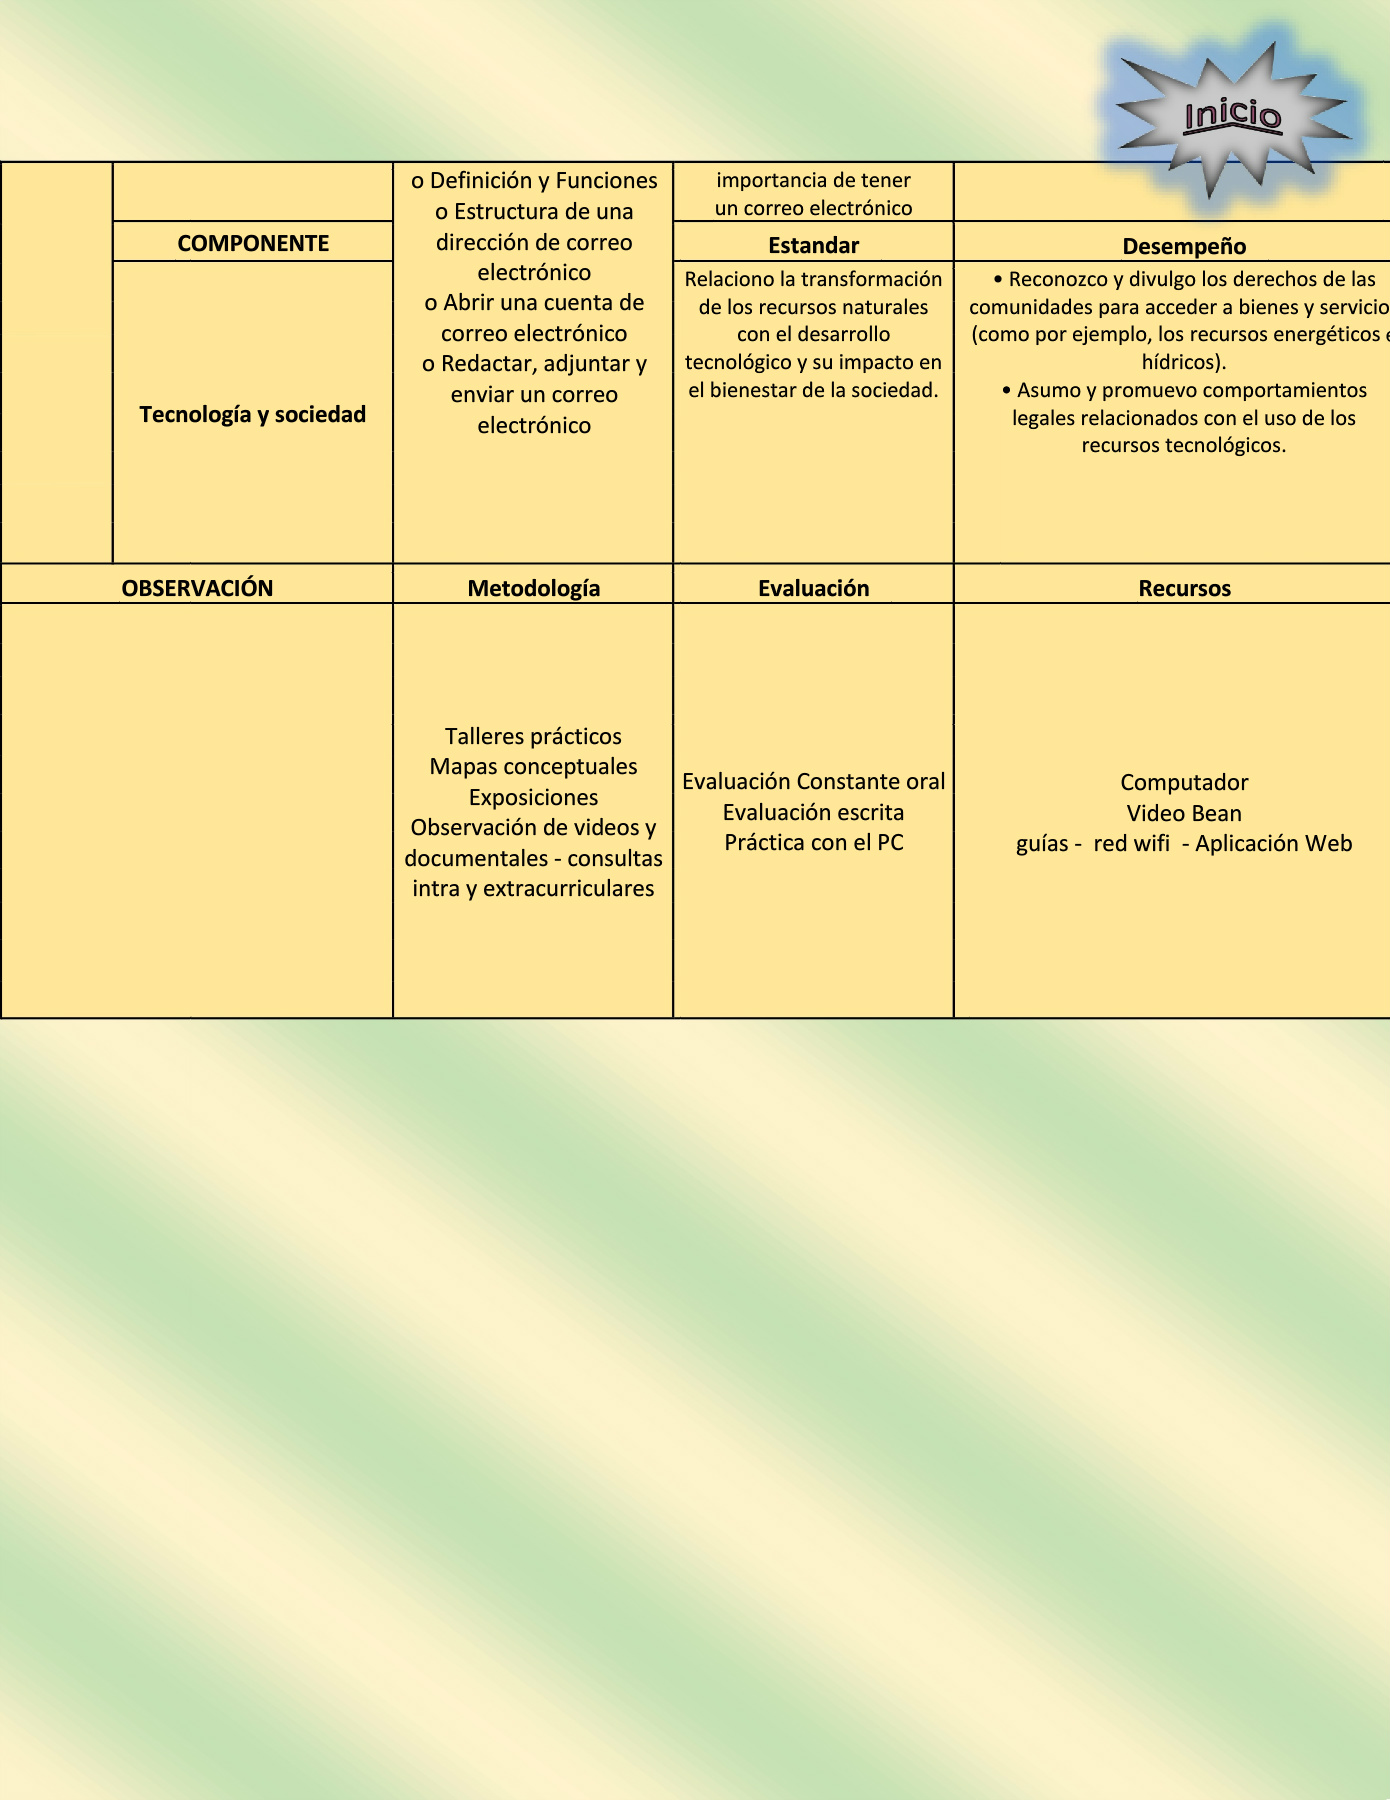 Inicio
o Definición y Funciones
o Estructura de una
dirección de correo
electrónico
o Abrir una cuenta de
correo electrónico
o Redactar, adjuntar y
enviar un correo
electrónico
importancia de tener
un correo electrónico
COMPONENTE
Estandar
Desempeño
Tecnología y sociedad
Relaciono la transformación
de los recursos naturales
con el desarrollo
tecnológico y su impacto en
el bienestar de la sociedad.
• Reconozco y divulgo los derechos de las
comunidades para acceder a bienes y servicio
(como por ejemplo, los recursos energéticos e
hídricos).
• Asumo y promuevo comportamientos
legales relacionados con el uso de los
recursos tecnológicos.
OBSERVACIÓN
Metodología
Evaluación
Recursos
Talleres prácticos
Mapas conceptuales
Exposiciones
Observación de videos y
documentales - consultas
intra y extracurriculares
Evaluación Constante oral
Evaluación escrita
Práctica con el PC
Computador
Video Bean
guías -  red wifi  - Aplicación Web